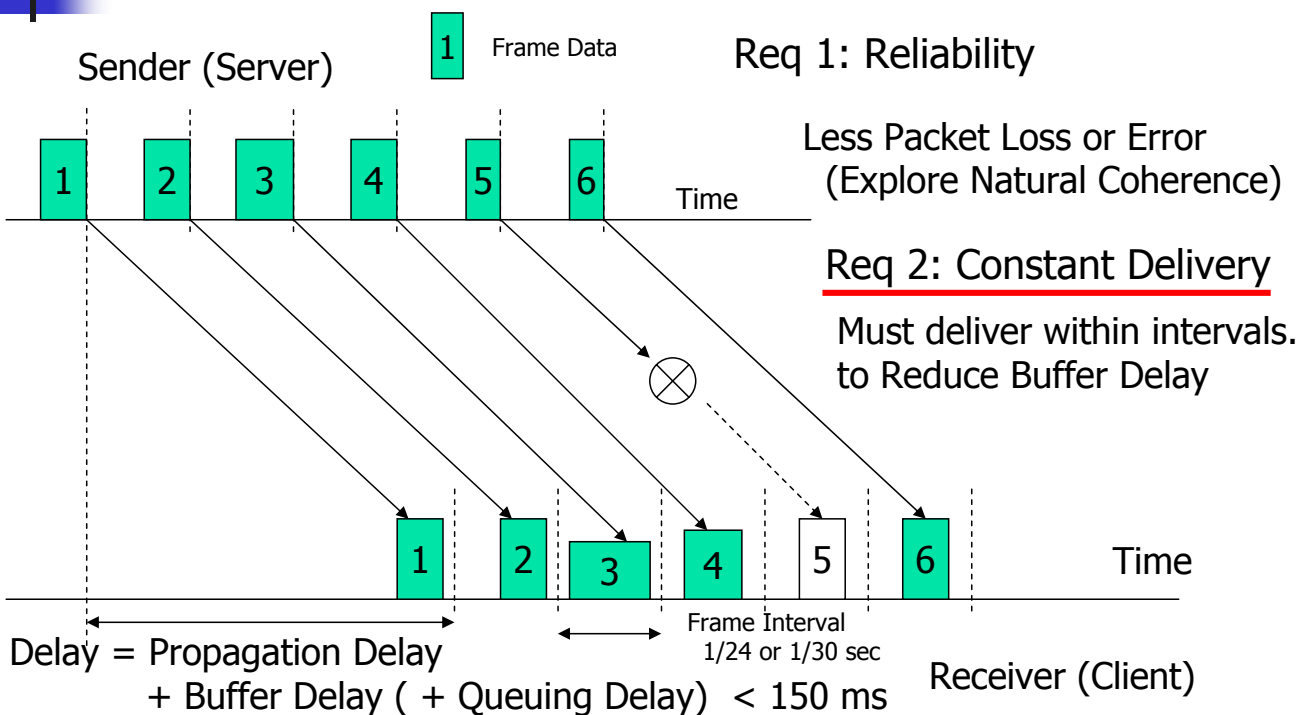 1 Frame Data
Req 1: Reliability
Sender (Server)
Less Packet Loss or Error
(Explore Natural Coherence)
1 2 3 4 5 6
Time
Req 2: Constant Delivery
Must deliver within intervals.
to Reduce Buffer Delay
1 2 3 4 5 6
Time
Frame Interval
1/24 or 1/30 sec
Delay = Propagation Delay
+ Buffer Delay ( + Queuing Delay) < 150 ms
Receiver (Client)